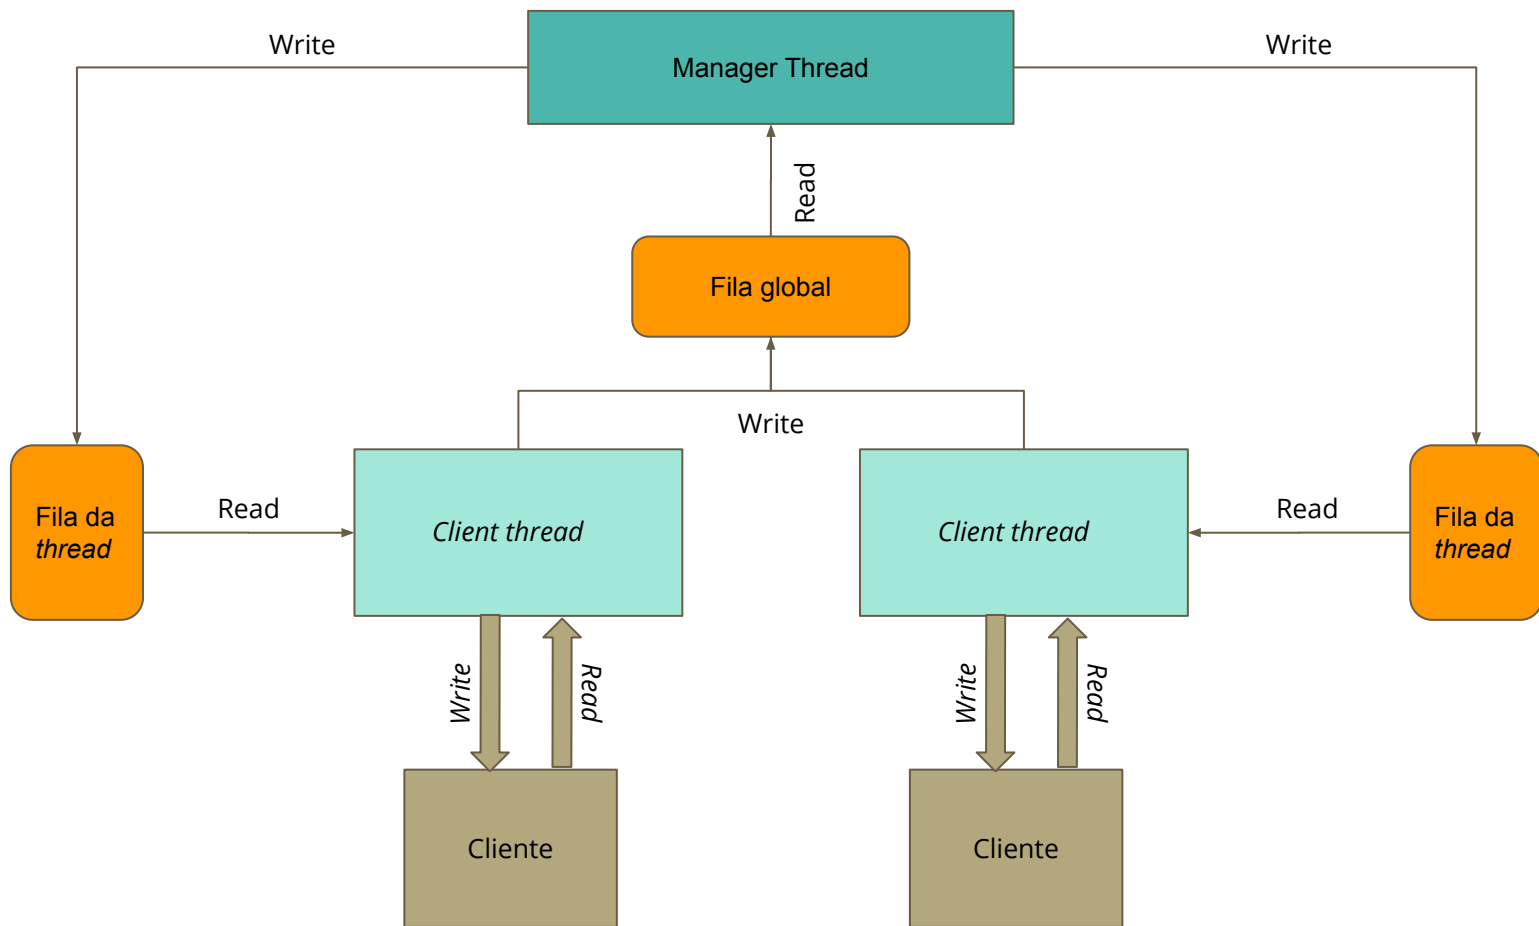 Write
Manager Thread
Write
Read
Fila global
Write
Fila da
thread
Read
Client thread
Client thread
Read
Fila da
thread
Write
Read
Write
Read
Cliente
Cliente